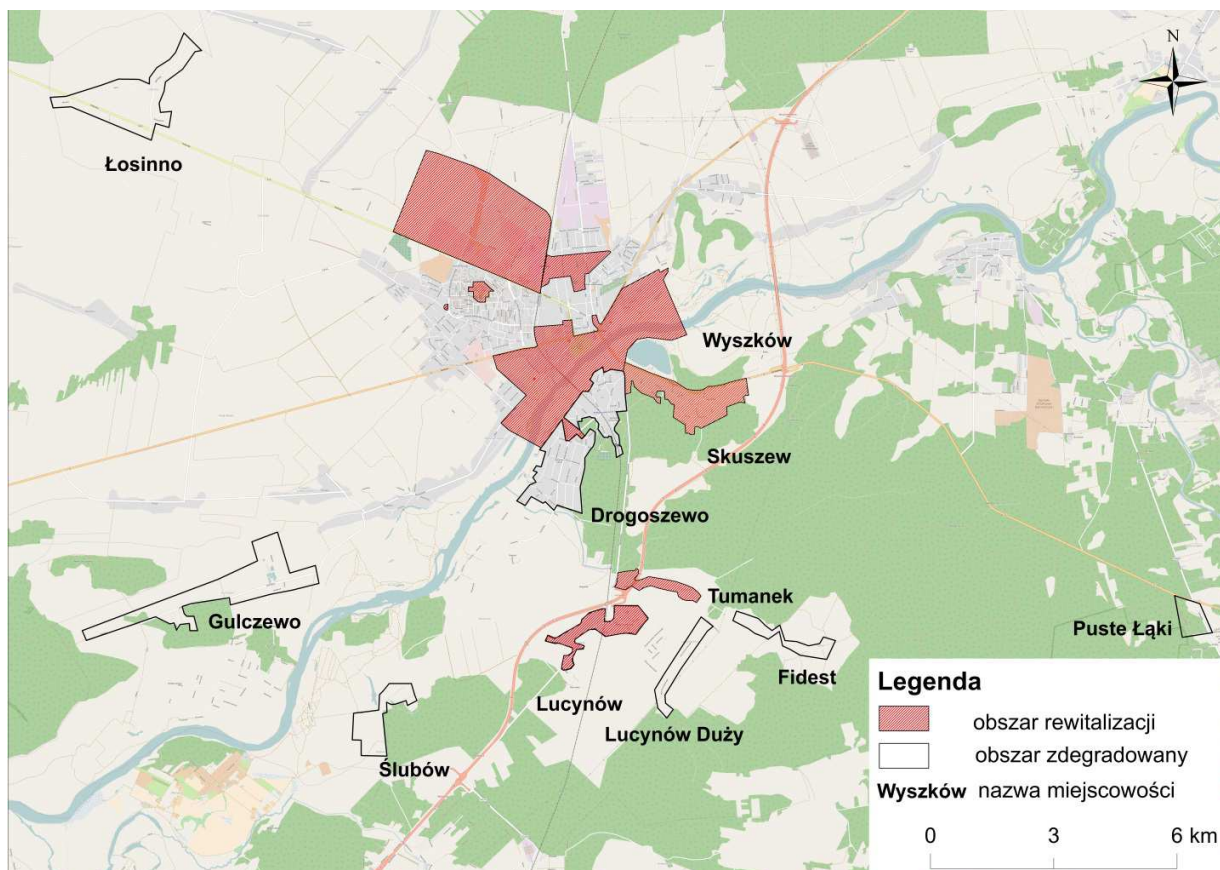 N
Łosinno
Wyszków
Skuszew
Drogoszewo
Tumanek
Gulczewo
Puste Łąki
Fidest
Lucynów
Lucynów Duży
Ślubów
Legenda
obszar rewitalizacji
obszar zdegradowany
Wyszków nazwa miejscowości
0 3 6 km